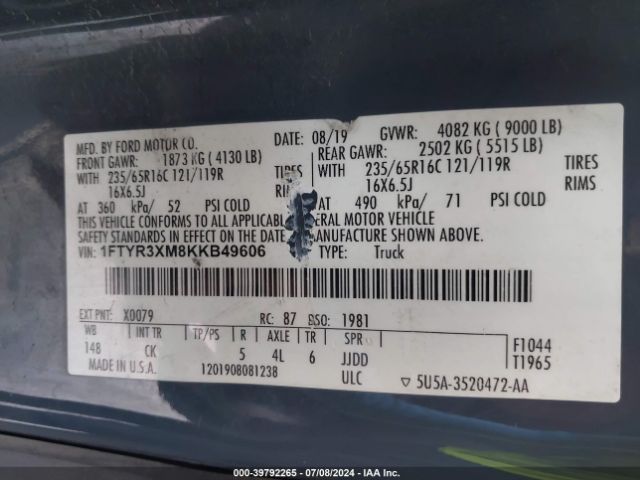 MFD. BY FORD MOTOR CO.
DATE: 08/19 GVWR: 4082 KG ( 9000 LB)
FRONT GAWR: 1873 KG ( 4130 LB) REAR GAWR: 2502 KG ( 5515 LB)
WITH 235/65R16C 121/119R TIRES WITH 235/65R16C 121/119R TIRES
16X6.5J RIMS 16X6.5J RIMS
AT 360 kPa/ 52 PSI COLD AT 490 kPa/ 71 PSI COLD
THIS VEHICLE CONFORMS TO ALL APPLICABL ERAL MOTOR VEHICLE
SAFETY STANDARDS IN EFFECT ON THE DATE ANUFACTURE SHOWN ABOVE.
VIN: 1FTYR3XM8KKB49606 TYPE: Truck
EXT PNT: X0079 RC: 87 DSO: 1981
WB INT TR TP/PS R AXLE TR SPR F1044
148 CK 5 4L 6 JJDD T1965
MADE IN U.S.A. 1201908081238 ULC ▽ 5U5A-3520472-AA
000-39792265 - 07/08/2024 - IAA Inc.